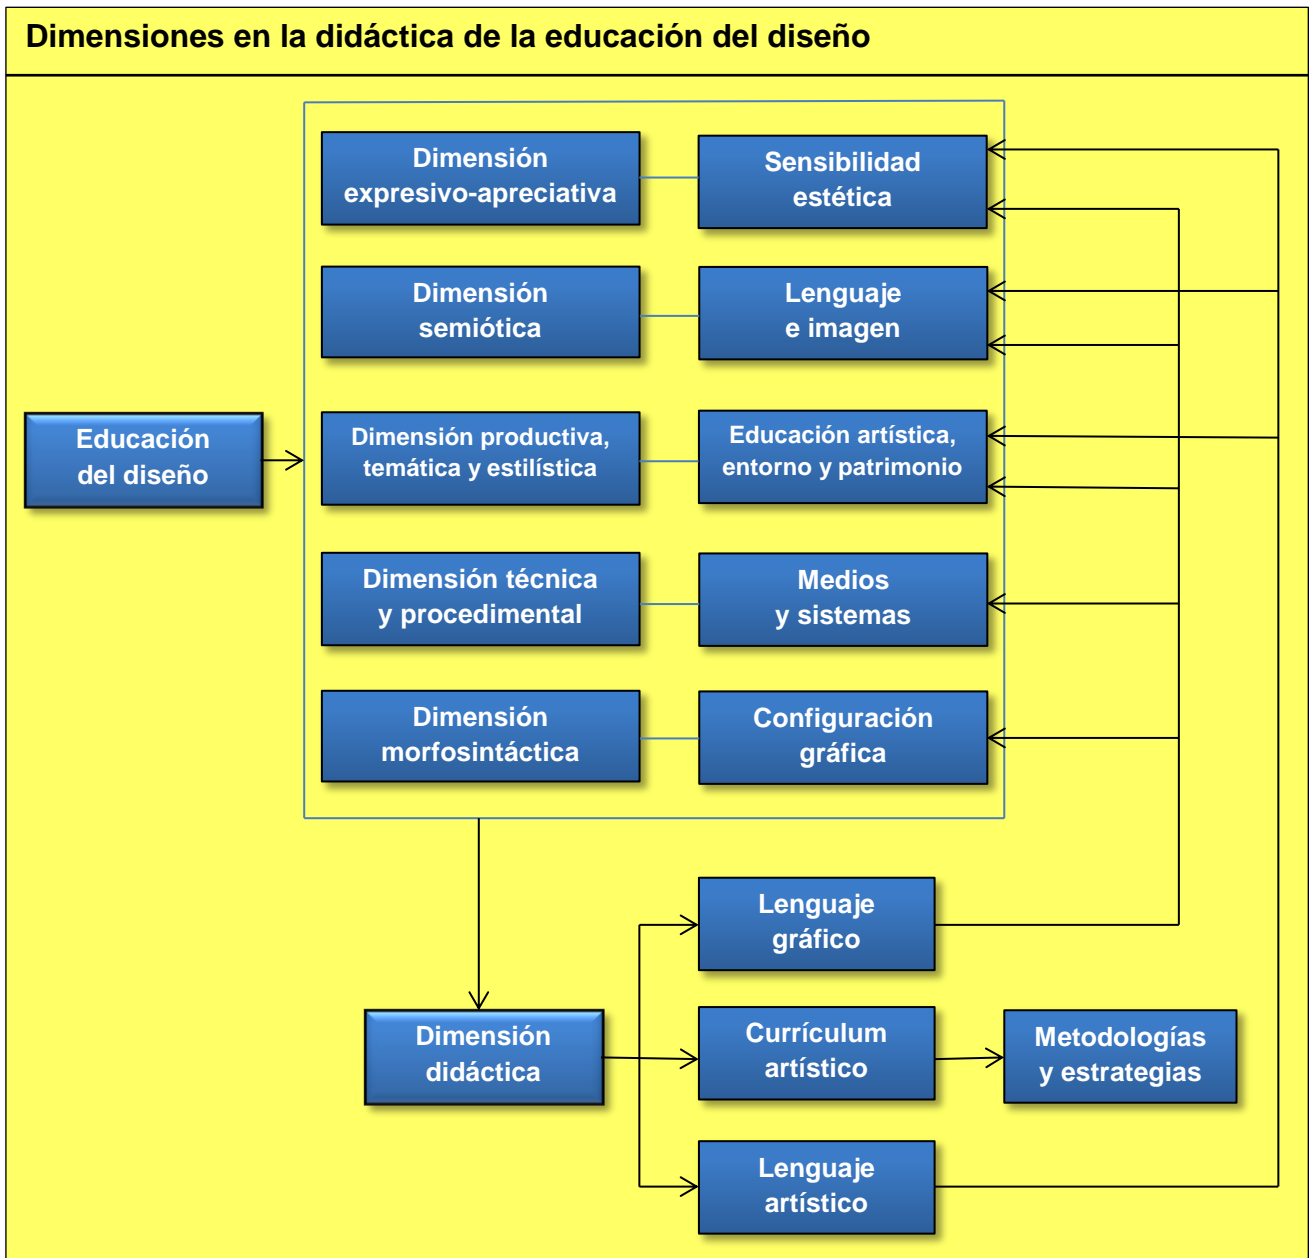 Dimensiones en la didáctica de la educación del diseño
Dimensión
expresivo-apreciativa
Sensibilidad
estética
Dimensión
semiótica
Lenguaje
e imagen
Educación
del diseño
Dimensión productiva,
temática y estilística
Educación artística,
entorno y patrimonio
Dimensión técnica
y procedimental
Medios
y sistemas
Dimensión
morfosintáctica
Configuración
gráfica
Lenguaje
gráfico
Dimensión
didáctica
Currículum
artístico
Metodologías
y estrategias
Lenguaje
artístico